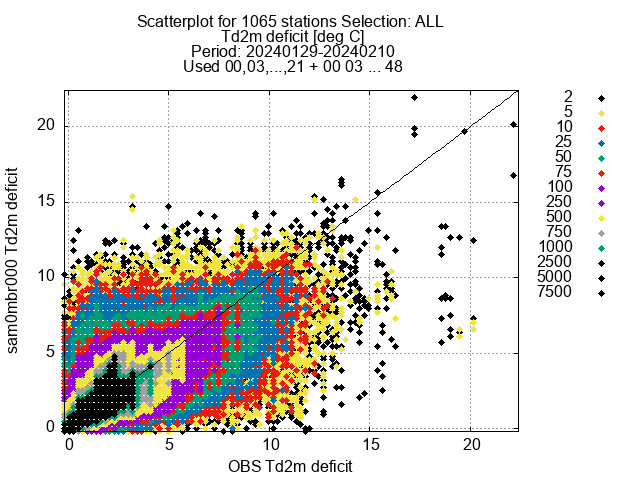 Scatterplot for 1065 stations Selection: ALL
Td2m deficit [deg C]
Period: 20240129-20240210
Used 00,03,...,21 + 00 03 ... 48
2
5
10
25
50
75
100
250
500
750
1000
2500
5000
7500
20
15
10
5
0
sam0mbr000 Td2m deficit
0 5 10 15 20
OBS Td2m deficit